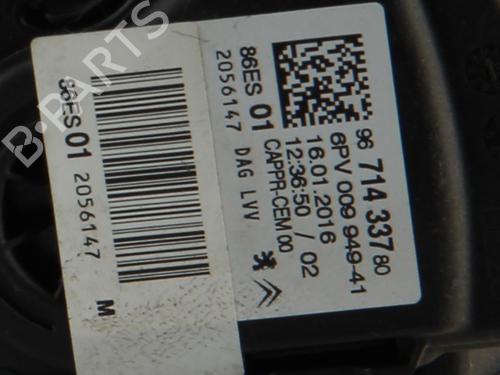 86ES 01
2056147 DAG LVV
96 714 337 80
6PV 009 949-41
16.01.2016
12:36:50 / 02
CAPPR-CEM 00
86ES 01 2056147 M
B-PARTS